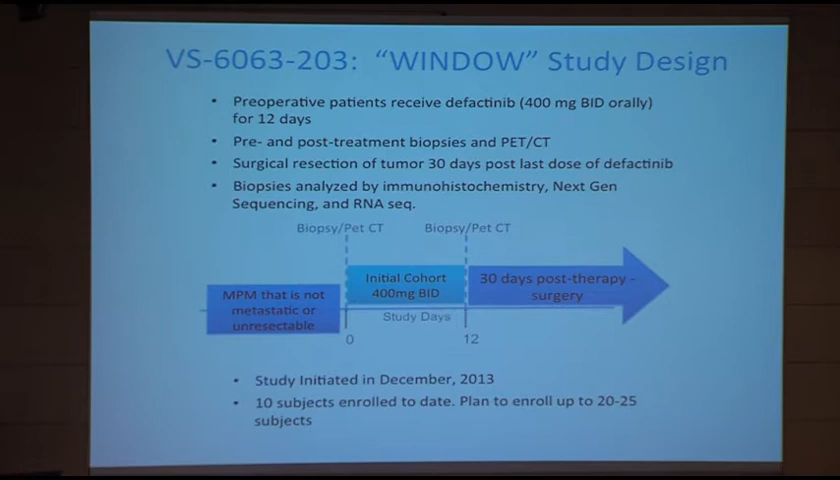 VS-6063-203: “WINDOW” Study Design
• Preoperative patients receive defactinib (400 mg BID orally)
for 12 days
• Pre- and post-treatment biopsies and PET/CT
• Surgical resection of tumor 30 days post last dose of defactinib
• Biopsies analyzed by immunohistochemistry, Next Gen
Sequencing, and RNA seq.
Biopsy/Pet CT Biopsy/Pet CT
MPM that is not
metastatic or
unresectable
Initial Cohort
400mg BID
30 days post-therapy -
surgery
Study Days
0 12
• Study Initiated in December, 2013
• 10 subjects enrolled to date. Plan to enroll up to 20-25
subjects